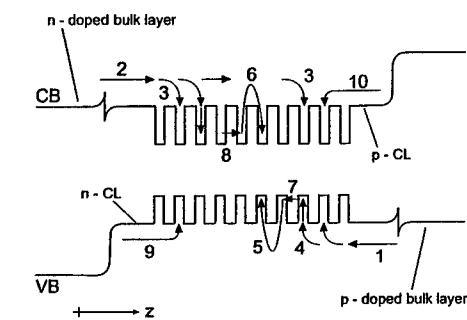 n - doped bulk layer
2
6
3
10
CB
3
8
p - CL
n - CL
7
9
5
4
1
VB
z
p - doped bulk layer